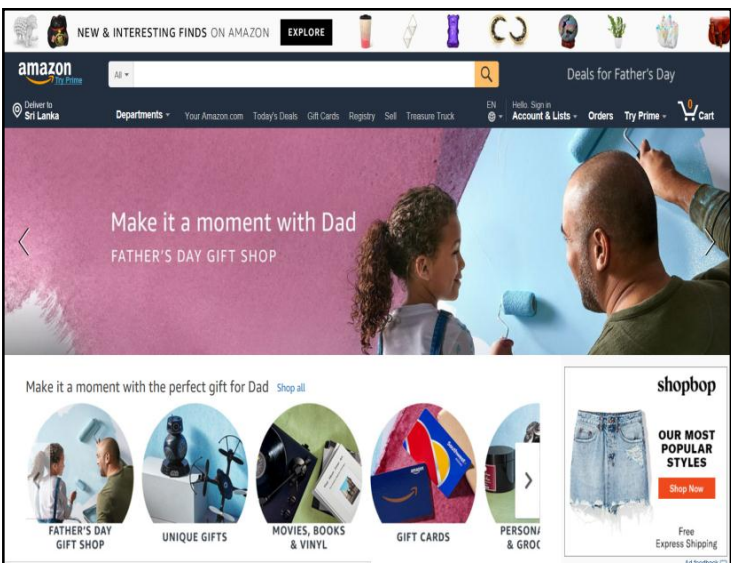 NEW & INTERESTING FINDS ON AMAZON EXPLORE
amazon
Try Prime
All
Deals for Father's Day
Deliver to
Sri Lanka
Departments
Your Amazon.com Today's Deals Gift Cards Registry Sell Treasure Truck
EN
Hello. Sign in
Account & Lists
Orders
Try Prime
0
Cart
Make it a moment with Dad
FATHER'S DAY GIFT SHOP
Make it a moment with the perfect gift for Dad Shop all
FATHER'S DAY
GIFT SHOP
UNIQUE GIFTS
MOVIES, BOOKS
& VINYL
GIFT CARDS
PERSONA
& GROO
shopbop
OUR MOST
POPULAR
STYLES
Shop Now
Free
Express Shipping
Ad feedback